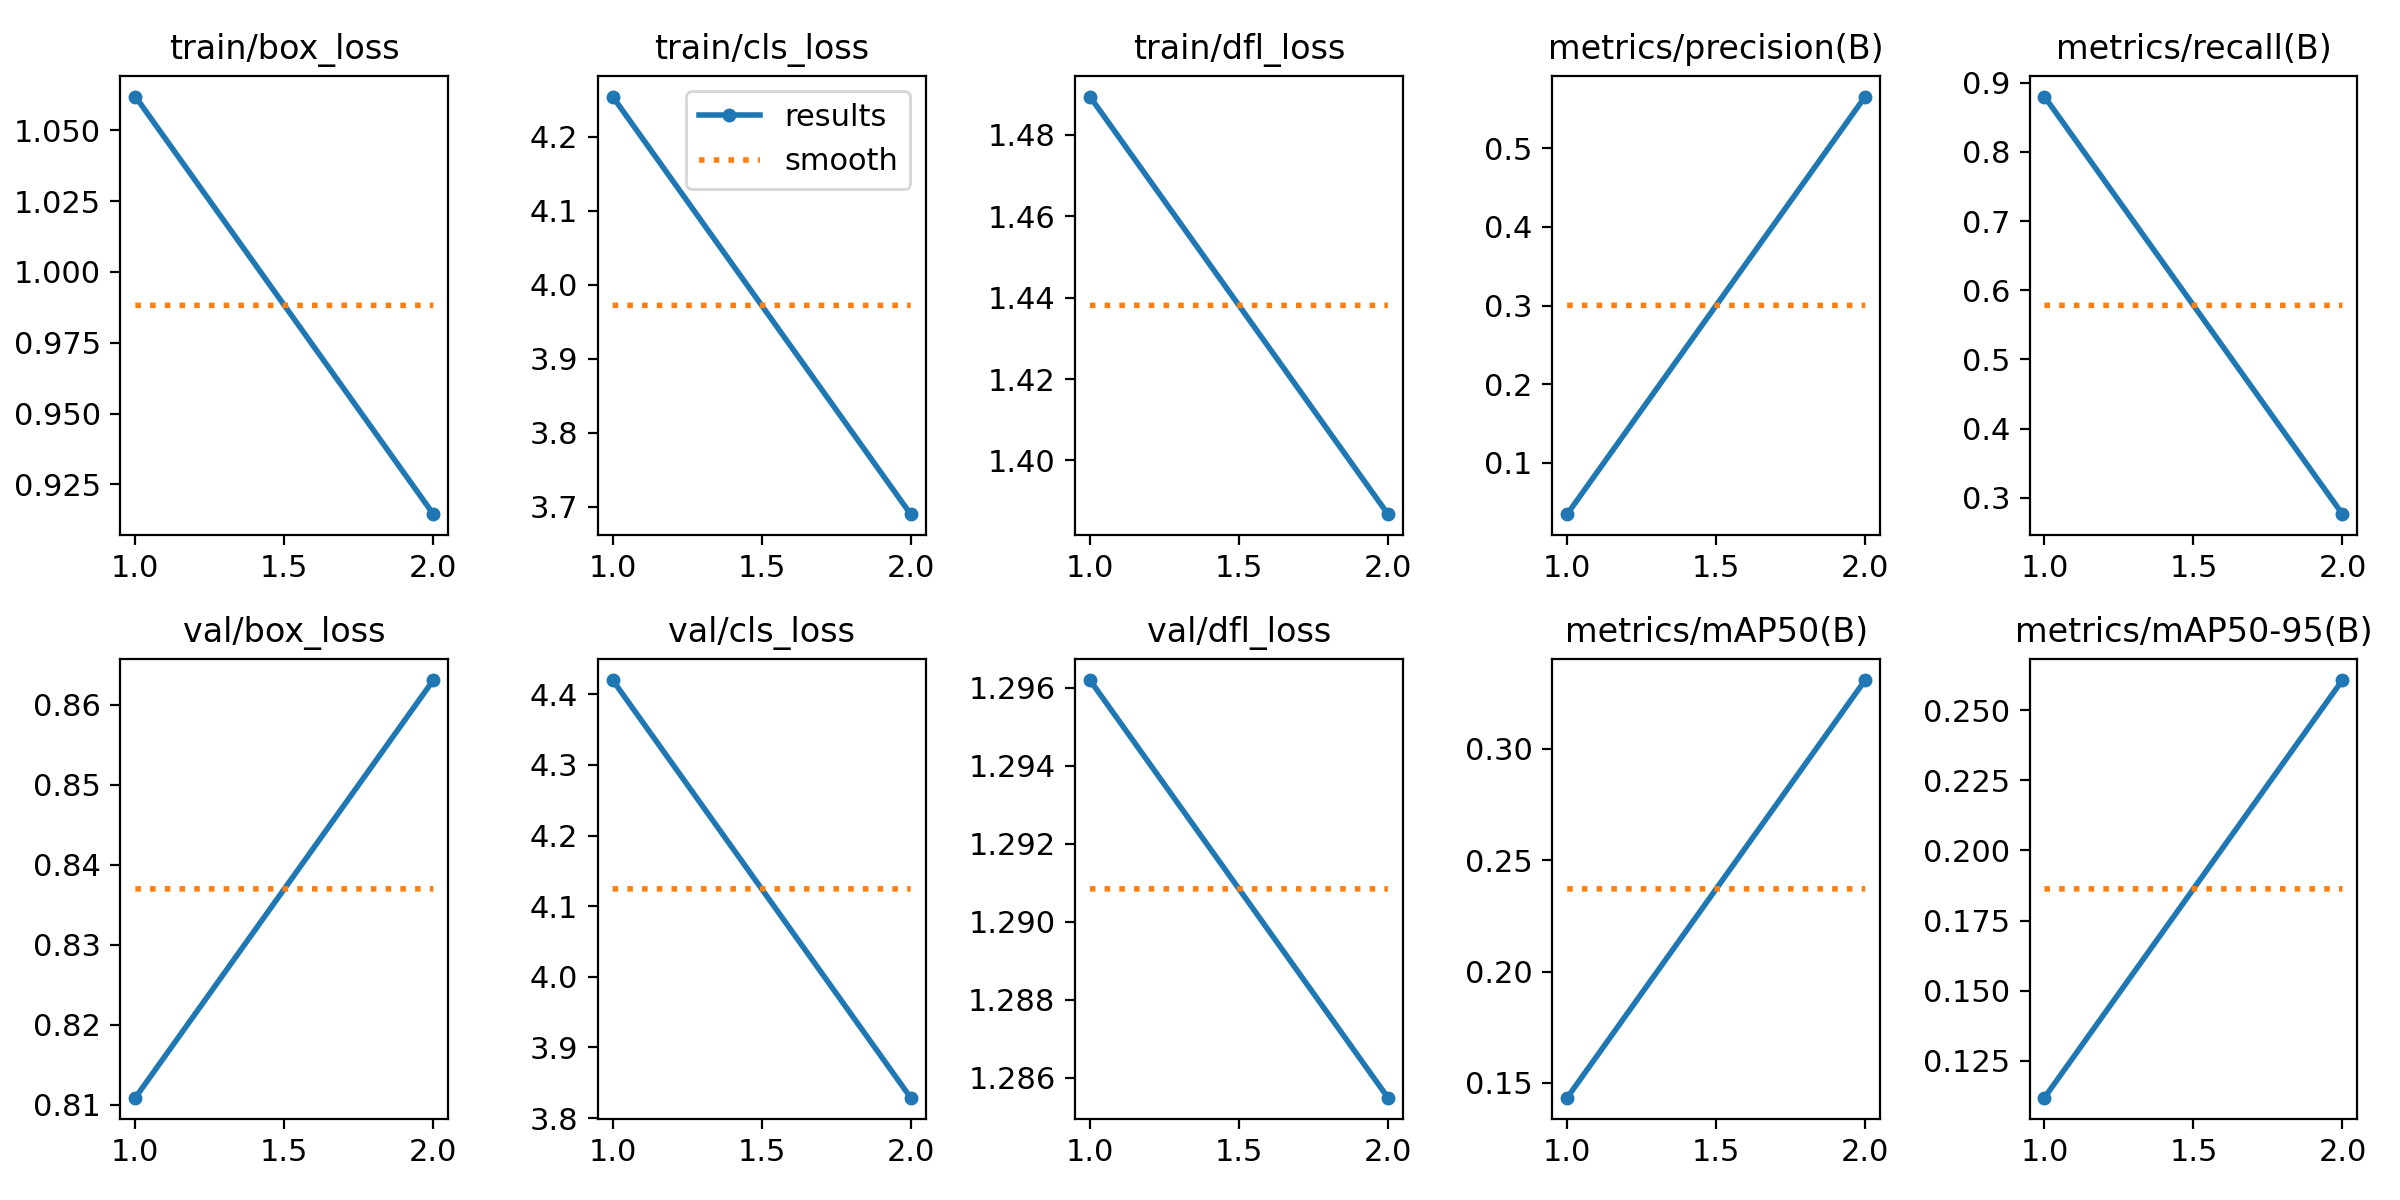 train/box_loss
1.050
1.025
1.000
0.975
0.950
0.925
1.0 1.5 2.0
train/cls_loss
results
smooth
4.2
4.1
4.0
3.9
3.8
3.7
1.0 1.5 2.0
train/dfl_loss
1.48
1.46
1.44
1.42
1.40
1.0 1.5 2.0
metrics/precision(B)
0.5
0.4
0.3
0.2
0.1
1.0 1.5 2.0
metrics/recall(B)
0.9
0.8
0.7
0.6
0.5
0.4
0.3
1.0 1.5 2.0
val/box_loss
0.86
0.85
0.84
0.83
0.82
0.81
1.0 1.5 2.0
val/cls_loss
4.4
4.3
4.2
4.1
4.0
3.9
3.8
1.0 1.5 2.0
val/dfl_loss
1.296
1.294
1.292
1.290
1.288
1.286
1.0 1.5 2.0
metrics/mAP50(B)
0.30
0.25
0.20
0.15
1.0 1.5 2.0
metrics/mAP50-95(B)
0.250
0.225
0.200
0.175
0.150
0.125
1.0 1.5 2.0